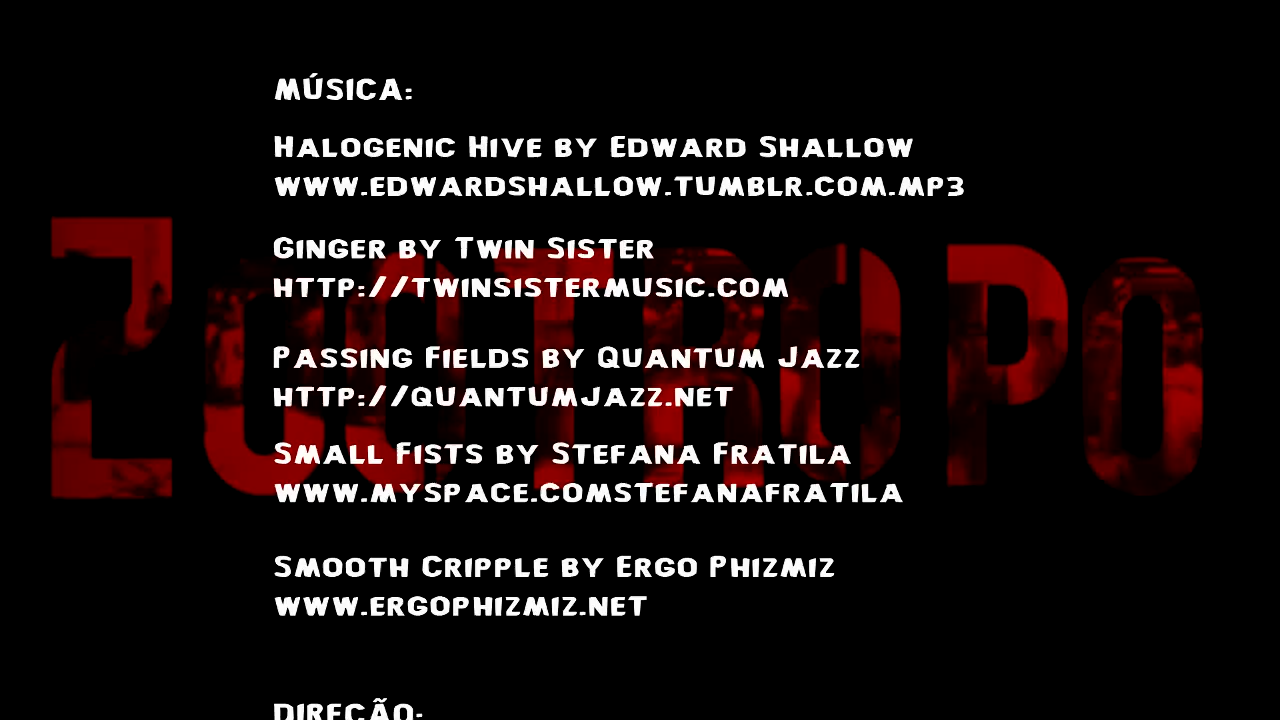 MÚSICA:
Halogenic Hive by Edward Shallow
www.edwardshallow.tumblr.com.mp3
Ginger by Twin Sister
http://twinsistermusic.com
ZOOTROPO
Passing Fields by Quantum Jazz
http://quantumjazz.net
Small Fists by Stefana Fratila
www.myspace.comstefanafratila
Smooth Cripple by Ergo Phizmiz
www.ergophizmiz.net
DIREÇÃO: